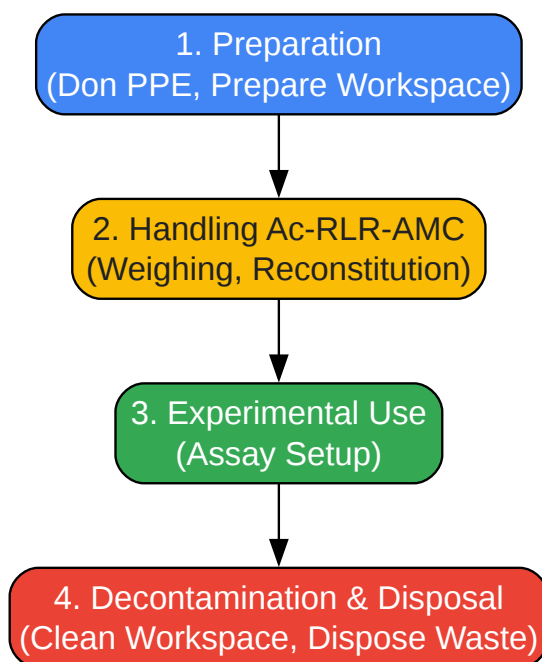 1. Preparation
(Don PPE, Prepare Workspace)
2. Handling Ac-RLR-AMC
(Weighing, Reconstitution)
3. Experimental Use
(Assay Setup)
4. Decontamination & Disposal
(Clean Workspace, Dispose Waste)